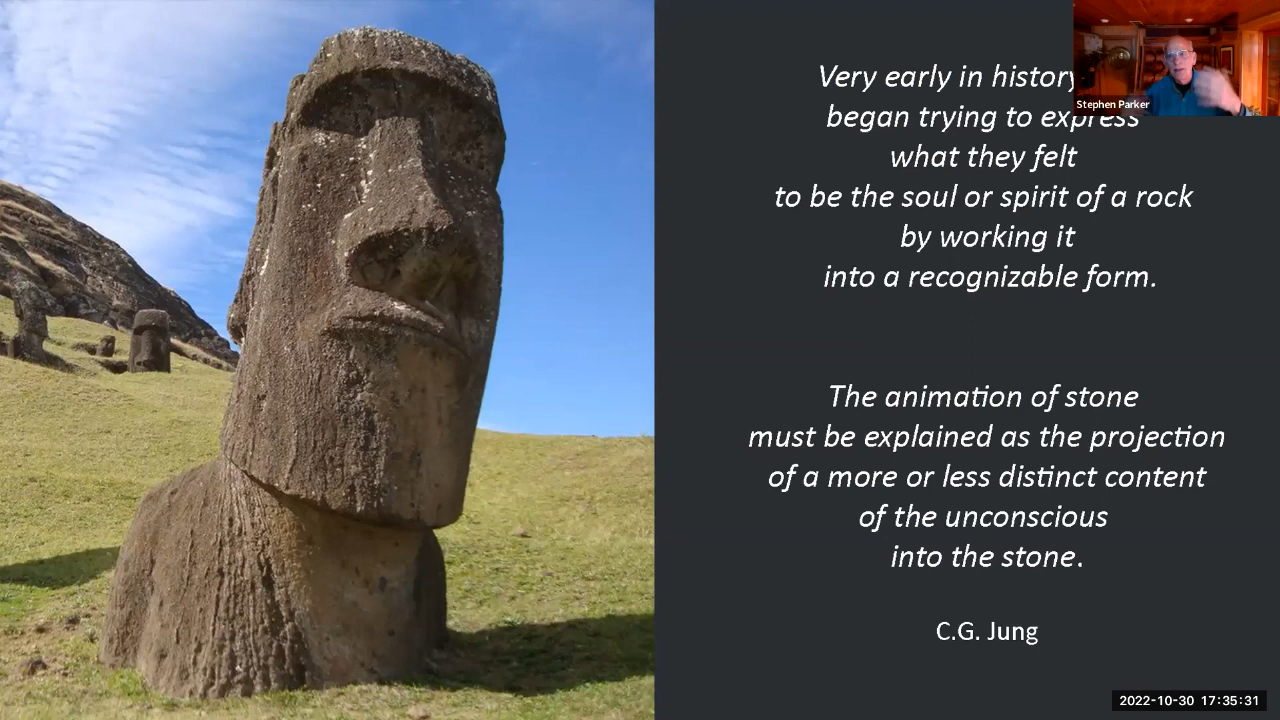 Very early in history
began trying to express
what they felt
to be the soul or spirit of a rock
by working it
into a recognizable form.
The animation of stone
must be explained as the projection
of a more or less distinct content
of the unconscious
into the stone.
C.G. Jung
Stephen Parker
2022-10-30 17:35:31